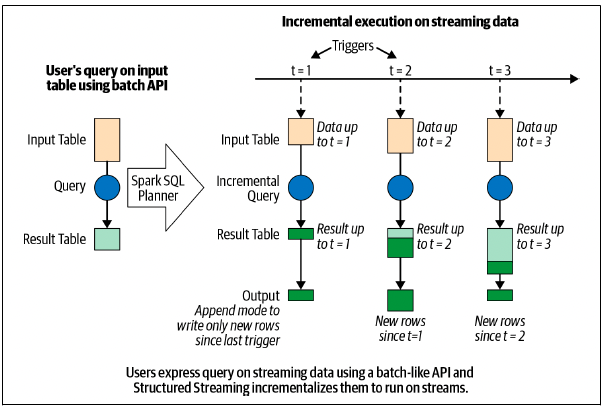 Incremental execution on streaming data
Triggers
User's query on input
table using batch API
t = 1
t = 2
t = 3
Input Table
Query
Result Table
Spark SQL
Planner
Input Table
Data up
to t = 1
Data up
to t = 2
Data up
to t = 3
Incremental
Query
Result Table
Result up
to t = 1
Result up
to t = 2
Result up
to t = 3
Output
Append mode to
write only new rows
since last trigger
New rows
since t=1
New rows
since t = 2
Users express query on streaming data using a batch-like API and
Structured Streaming incrementalizes them to run on streams.